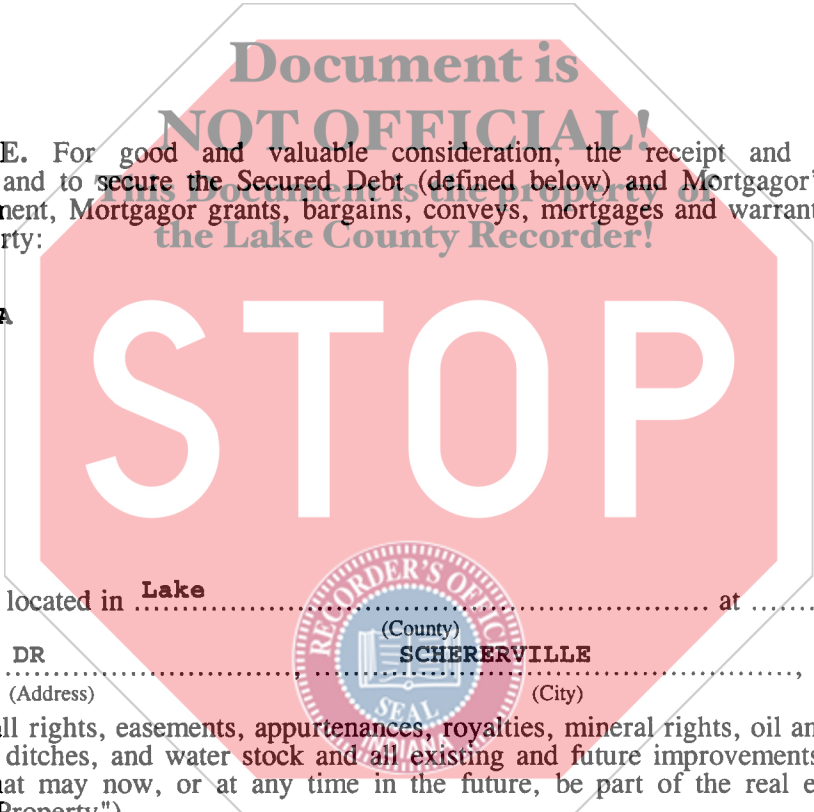 Document is
NOT OFFICIAL!
E. For good and valuable consideration, the receipt and
This Document is the property of
and to secure the Secured Debt (defined below) and Mortgagor'
ment, Mortgagor grants, bargains, conveys, mortgages and warrant
the Lake County Recorder!
rty:
A
STOP
RECORDER'S OFFICE
located in Lake at
(County)
DR , SCHERERVILLE ,
(Address) (City)
SEAL
INDIANA
all rights, easements, appurtenances, royalties, mineral rights, oil an
ditches, and water stock and all existing and future improvements
hat may now, or at any time in the future, be part of the real e
Property")